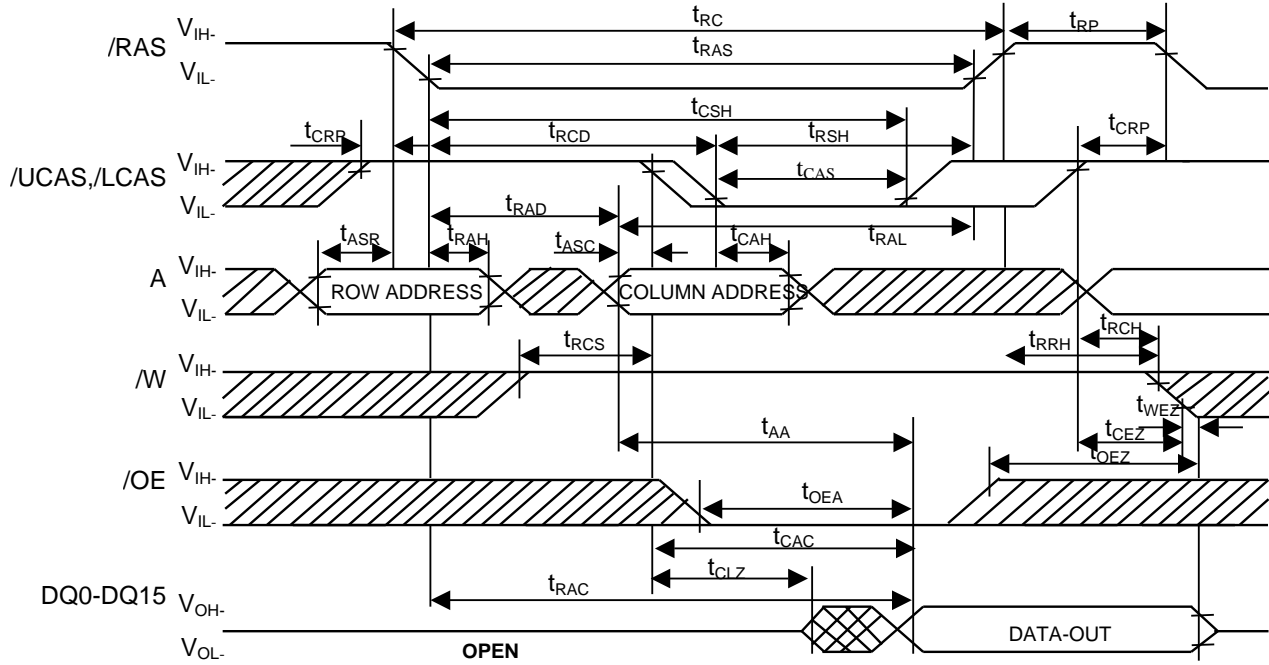 tRC
tRP
VIH-
/RAS
tRAS
VIL-
tCSH
tCRP
tRCD
tRSH
tCRP
VIH-
/UCAS,/LCAS
tCAS
VIL-
tRAD
tASR
tRAH
tASC
tCAH
tRAL
VIH-
A
ROW ADDRESS
COLUMN ADDRESS
VIL-
tRCH
tRCS
tRRH
VIH-
/W
VIL-
tWEZ
tAA
tCEZ
tOEZ
VIH-
/OE
tOEA
VIL-
tCAC
tCLZ
tRAC
DQ0-DQ15
VOH-
DATA-OUT
VOL-
OPEN